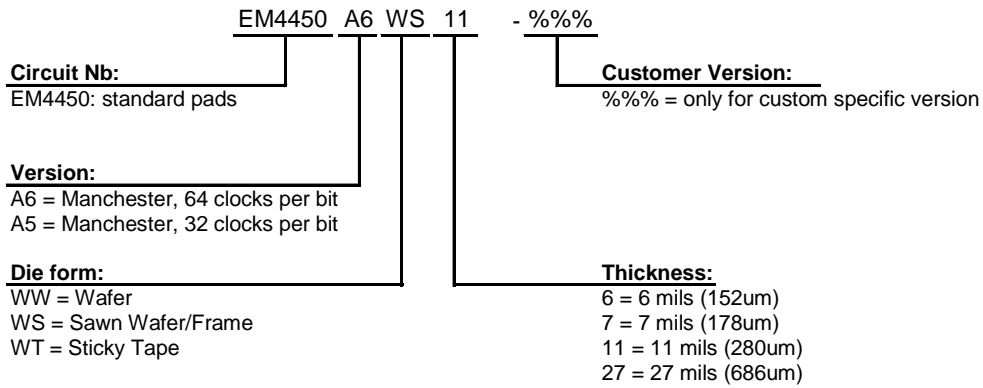 EM4450 A6 WS 11 - %%%
Circuit Nb:
EM4450: standard pads
Customer Version:
%%% = only for custom specific version
Version:
A6 = Manchester, 64 clocks per bit
A5 = Manchester, 32 clocks per bit
Die form:
WW = Wafer
WS = Sawn Wafer/Frame
WT = Sticky Tape
Thickness:
6 = 6 mils (152um)
7 = 7 mils (178um)
11 = 11 mils (280um)
27 = 27 mils (686um)